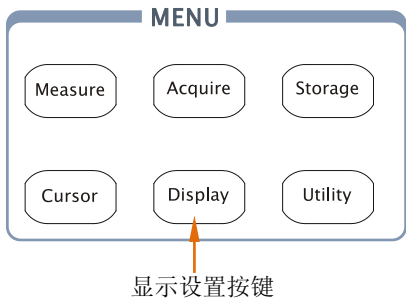 MENU
Measure Acquire Storage
Cursor Display Utility
显示设置按键